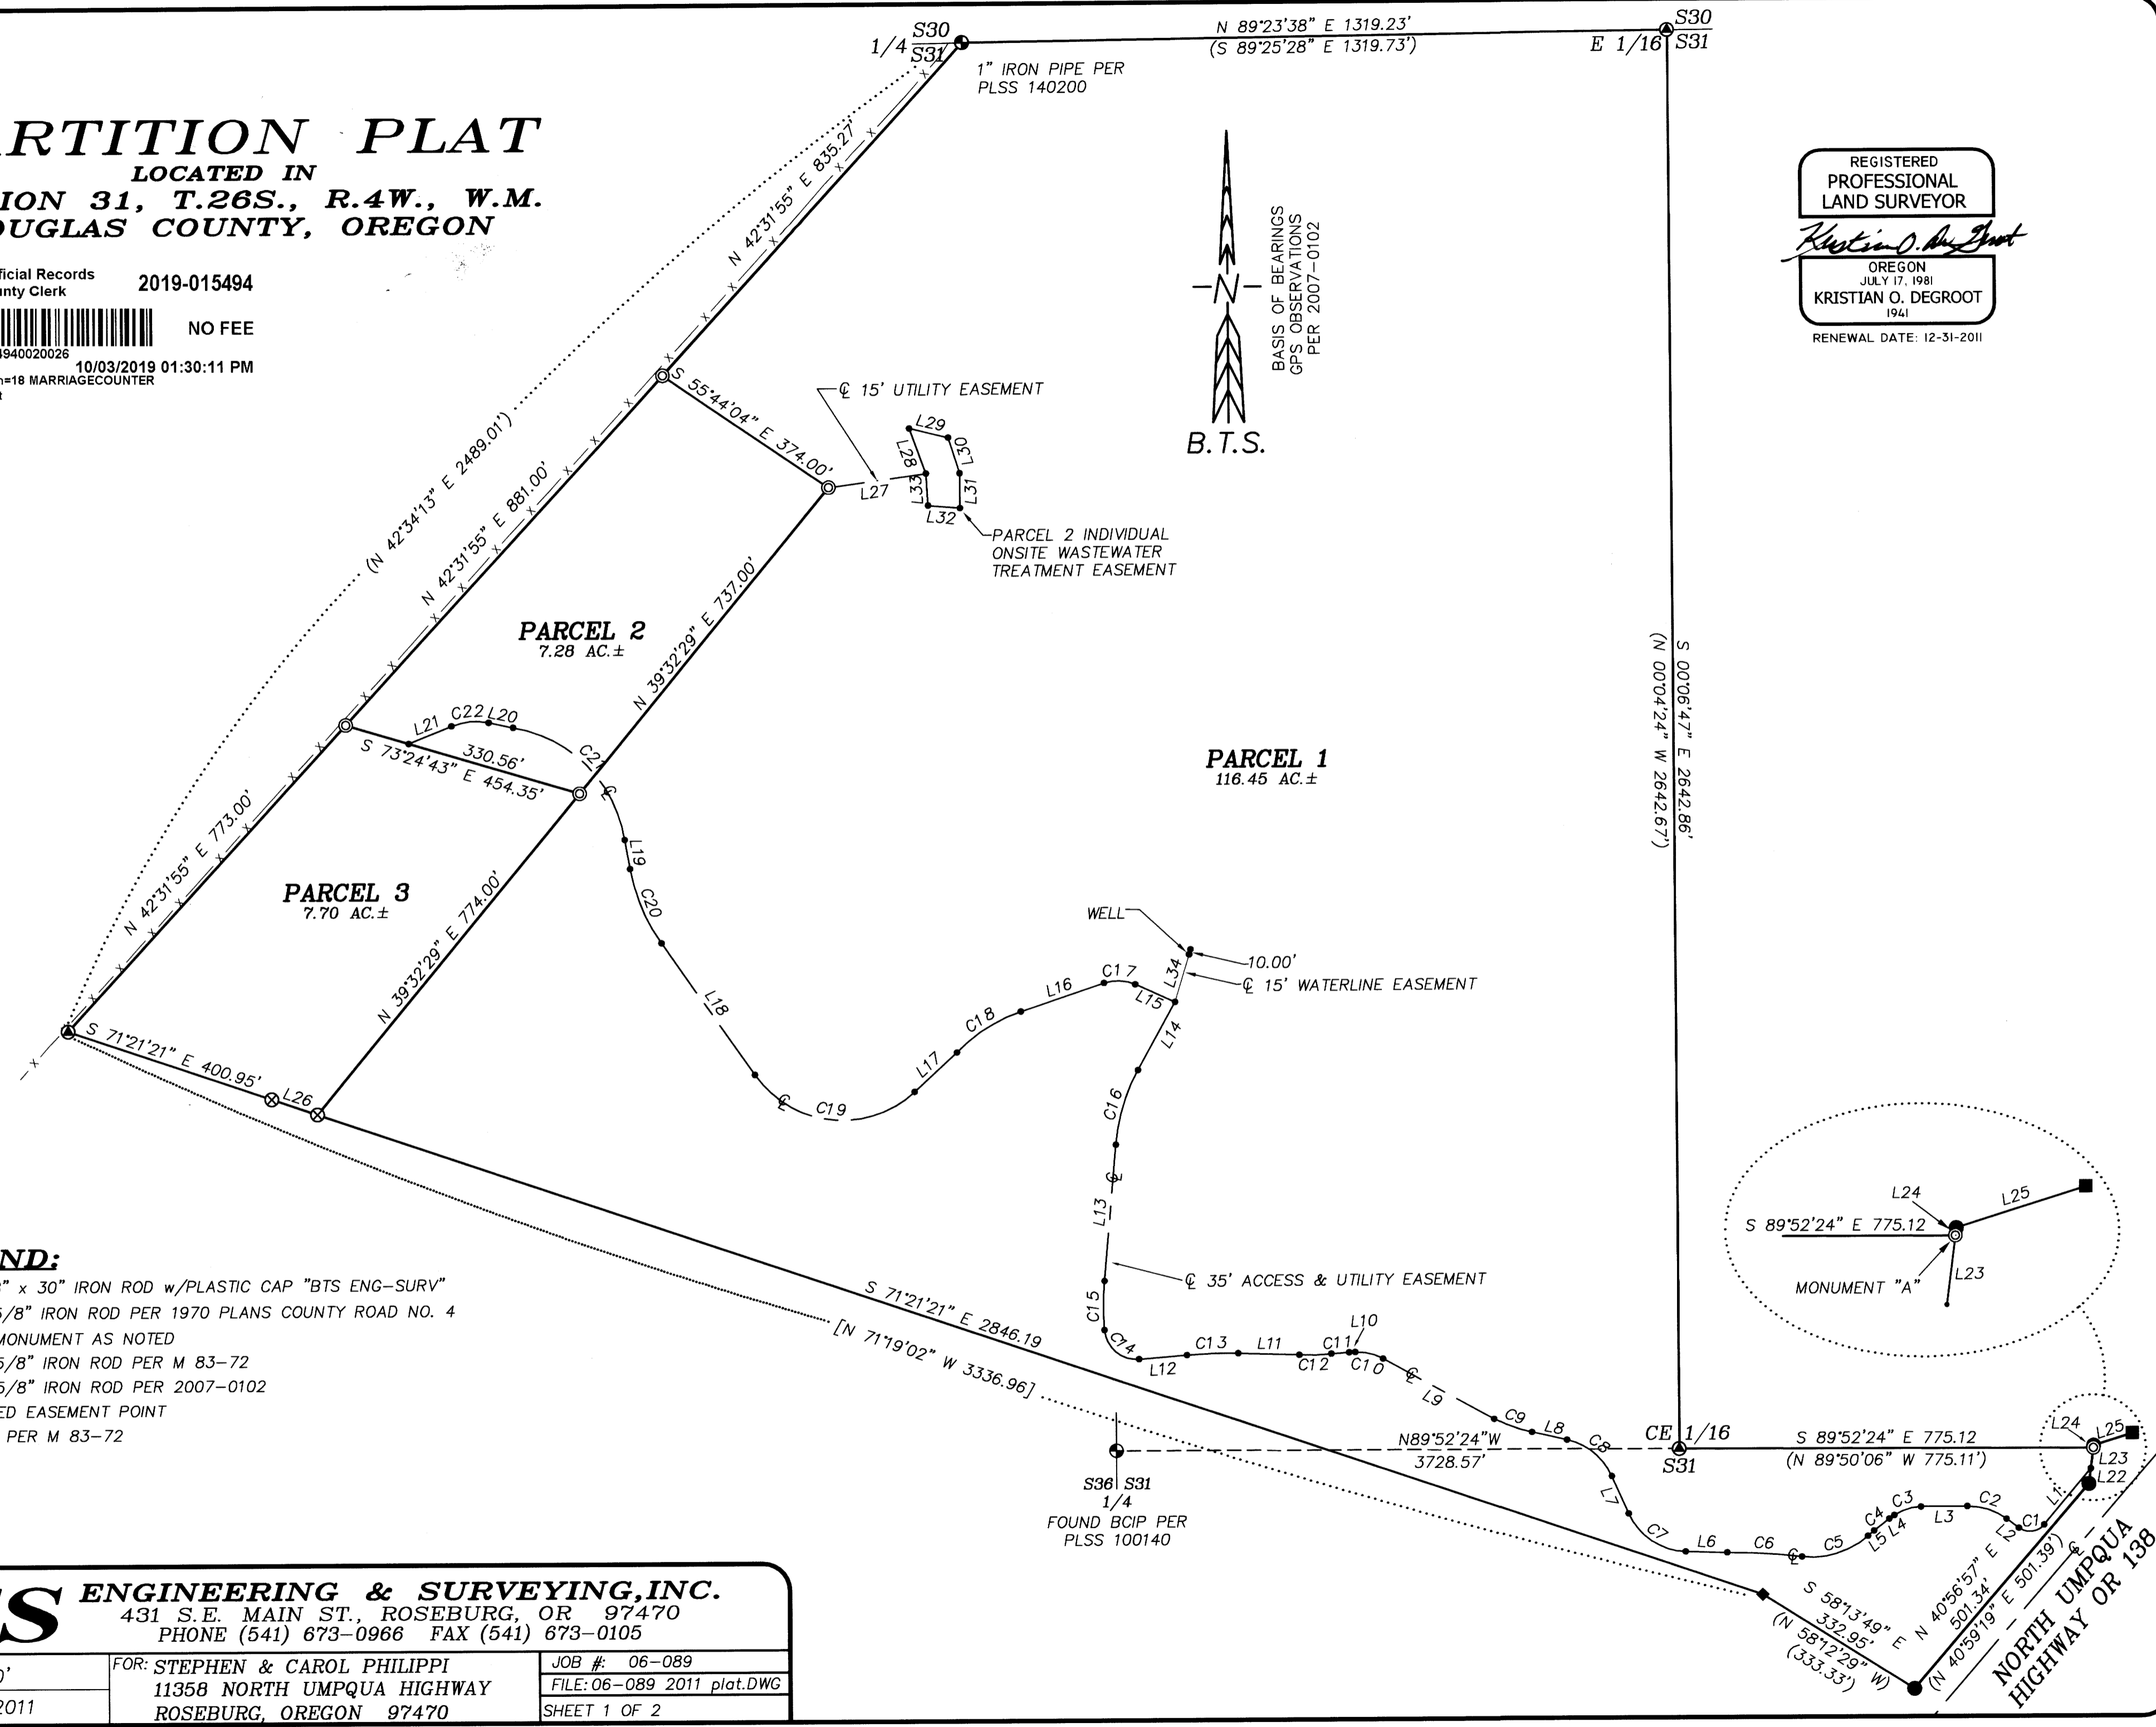 S30
1/4
S31
N 89°23'38" E 1319.23'
(S 89°25'28" E 1319.73')
S30
E 1/16
S31
1" IRON PIPE PER
PLSS 140200
RTITION PLAT
LOCATED IN
ION 31, T.26S., R.4W., W.M.
OUGLAS COUNTY, OREGON
ficial Records
unty Clerk
2019-015494
NO FEE
4940020026
10/03/2019 01:30:11 PM
n=18 MARRIAGECOUNTER
t
REGISTERED
PROFESSIONAL
LAND SURVEYOR
Kristian O. DeGroot
OREGON
JULY 17, 1981
KRISTIAN O. DEGROOT
1941
RENEWAL DATE: 12-31-2011
N
B.T.S.
BASIS OF BEARINGS
GPS OBSERVATIONS
PER 2007-0102
N 42°31'55" E 835.27'
(N 42°34'13" E 2489.01')
N 42°31'55" E 881.00'
S 55°44'04" E 374.00'
℄ 15' UTILITY EASEMENT
L27
L28
L29
L30
L31
L32
L33
PARCEL 2 INDIVIDUAL
ONSITE WASTEWATER
TREATMENT EASEMENT
PARCEL 2
7.28 AC.±
N 39°32'29" E 737.00'
L21
C22
L20
C21
℄
330.56'
S 73°24'43" E 454.35'
N 42°31'55" E 773.00'
PARCEL 3
7.70 AC.±
N 39°32'29" E 774.00'
S 71°21'21" E 400.95'
L26
PARCEL 1
116.45 AC.±
S 00°06'47" E 2642.86'
(N 00°04'24" W 2642.67')
L19
C20
L18
℄
C19
L17
C18
L16
C17
L15
L34
WELL
10.00'
℄ 15' WATERLINE EASEMENT
L14
C16
℄
L13
℄ 35' ACCESS & UTILITY EASEMENT
C15
C14
L12
C13
L11
C12
C11
L10
C10
℄
L9
C9
L8
C8
L7
C7
L6
C6
℄
C5
L5
C4
L4
C3
L3
C2
L2
C1
L1
S 71°21'21" E 2846.19
[N 71°19'02" W 3336.96]
S36 S31
1/4
FOUND BCIP PER
PLSS 100140
N89°52'24"W
3728.57'
CE 1/16
S31
S 89°52'24" E 775.12
(N 89°50'06" W 775.11')
L24
L25
L23
L22
L24
L25
S 89°52'24" E 775.12
MONUMENT "A"
L23
S 58°13'49" E
332.95'
(N 58°12'29" W)
(333.33')
N 40°56'57" E
501.34'
(N 40°59'19" E 501.39')
℄
NORTH UMPQUA
HIGHWAY OR 138
ND:
" x 30" IRON ROD w/PLASTIC CAP "BTS ENG-SURV"
5/8" IRON ROD PER 1970 PLANS COUNTY ROAD NO. 4
MONUMENT AS NOTED
5/8" IRON ROD PER M 83-72
5/8" IRON ROD PER 2007-0102
ED EASEMENT POINT
PER M 83-72
S ENGINEERING & SURVEYING,INC.
431 S.E. MAIN ST., ROSEBURG, OR 97470
PHONE (541) 673-0966 FAX (541) 673-0105
0'
2011
FOR: STEPHEN & CAROL PHILIPPI
11358 NORTH UMPQUA HIGHWAY
ROSEBURG, OREGON 97470
JOB #: 06-089
FILE: 06-089 2011 plat.DWG
SHEET 1 OF 2